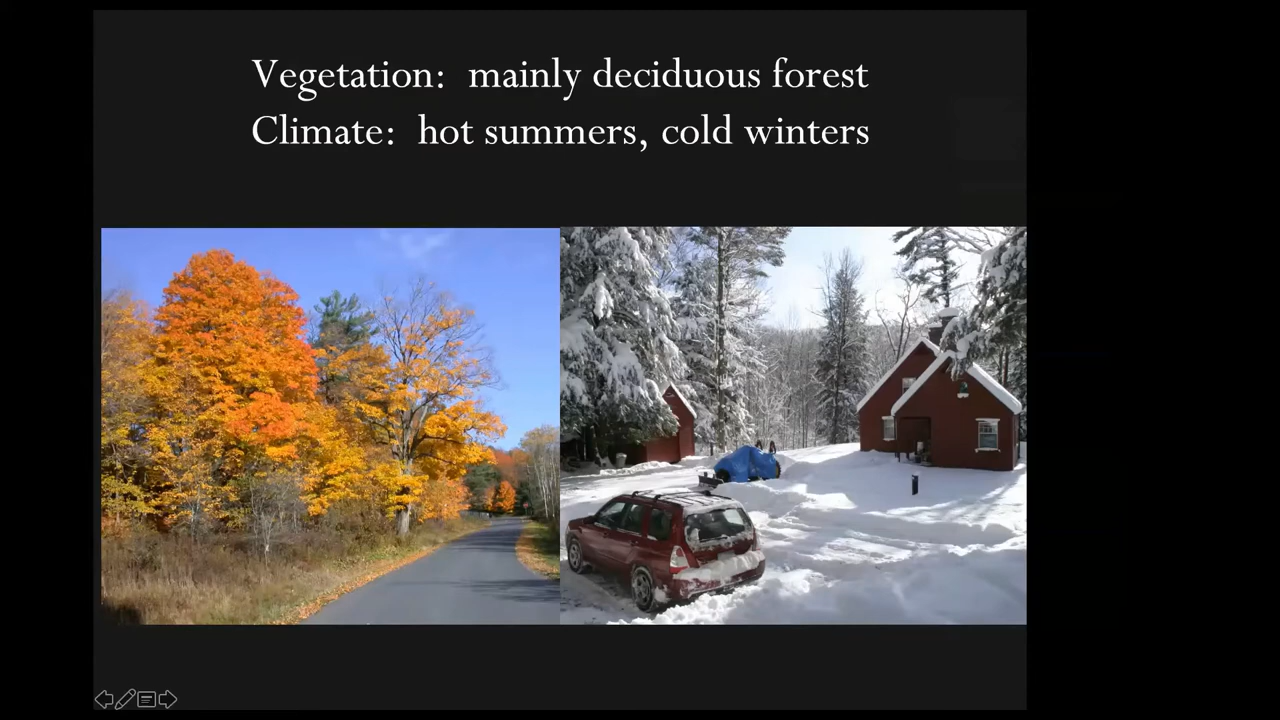 Vegetation:  mainly deciduous forest
Climate:  hot summers, cold winters